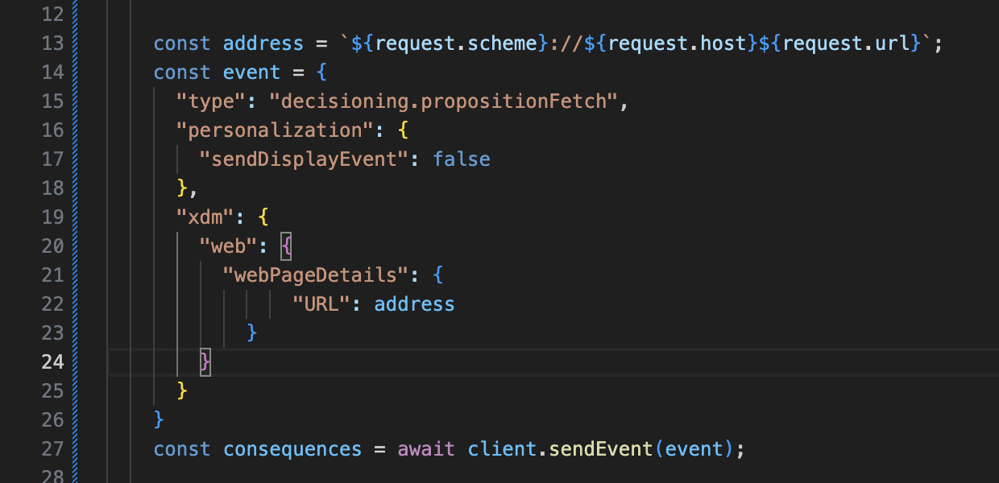 12
13 const address = `${request.scheme}://${request.host}${request.url}`;
14 const event = {
15 "type": "decisioning.propositionFetch",
16 "personalization": {
17 "sendDisplayEvent": false
18 },
19 "xdm": {
20 "web": {
21 "webPageDetails": {
22 "URL": address
23 }
24 }
25 }
26 }
27 const consequences = await client.sendEvent(event);
28